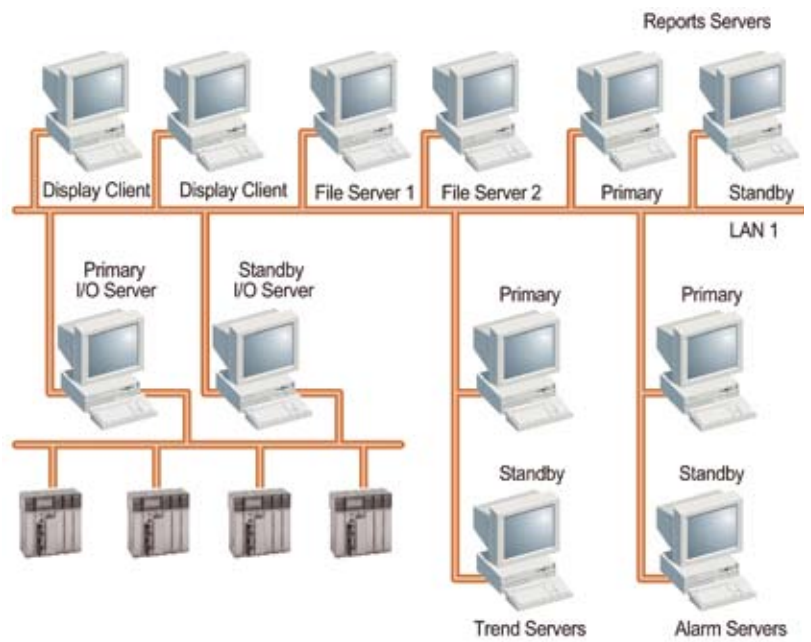 Reports Servers
Display Client
Display Client
File Server 1
File Server 2
Primary
Standby
LAN 1
Primary
I/O Server
Standby
I/O Server
Primary
Primary
Standby
Standby
Trend Servers
Alarm Servers